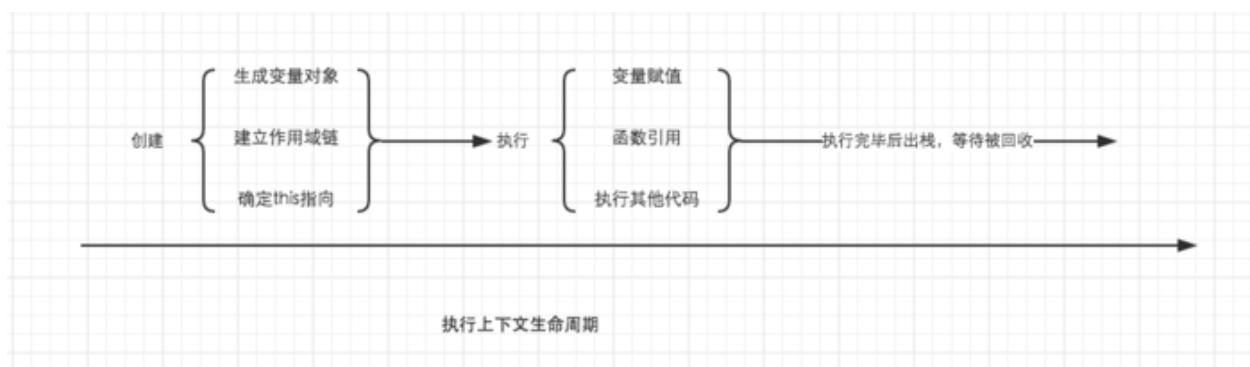 生成变量对象
变量赋值
创建
建立作用域链
执行
函数引用
执行完毕后出栈，等待被回收
确定this指向
执行其他代码
执行上下文生命周期